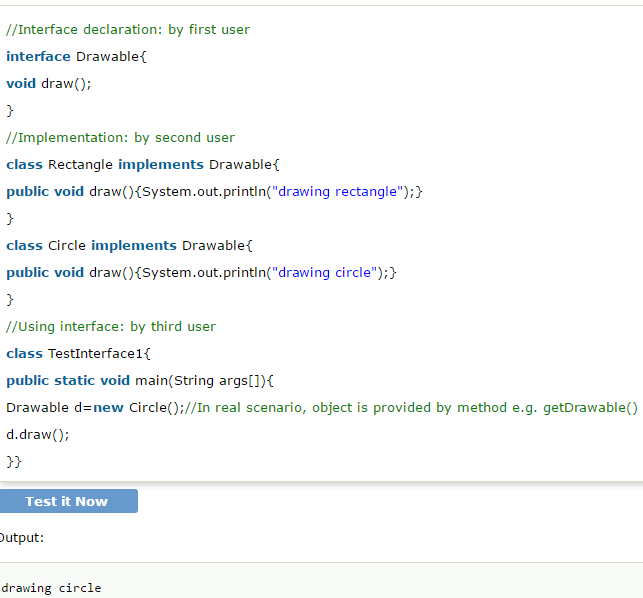 //Interface declaration: by first user
interface Drawable{
void draw();
}
//Implementation: by second user
class Rectangle implements Drawable{
public void draw(){System.out.println("drawing rectangle");}
}
class Circle implements Drawable{
public void draw(){System.out.println("drawing circle");}
}
//Using interface: by third user
class TestInterface1{
public static void main(String args[]){
Drawable d=new Circle();//In real scenario, object is provided by method e.g. getDrawable()
d.draw();
}}
Test it Now
Output:
drawing circle